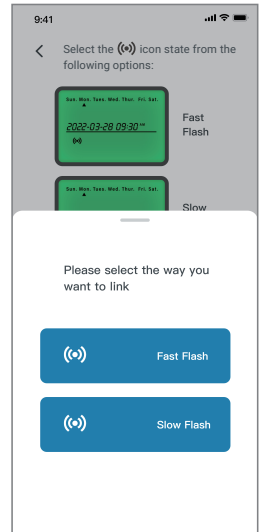 9:41
Select the icon state from the
following options:
Sun. Mon. Tues. Wed. Thur. Fri. Sat.
2022-03-28 09:30
Fast
Flash
Sun. Mon. Tues. Wed. Thur. Fri. Sat.
Slow
Please select the way you
want to link
Fast Flash
Slow Flash